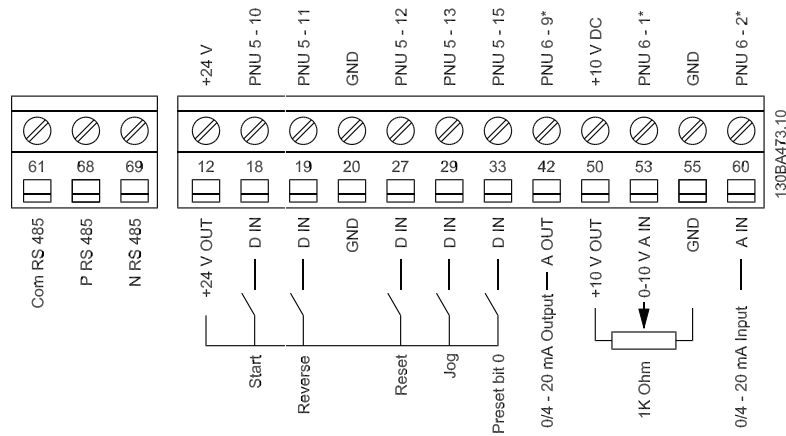 +24 V
PNU 5 - 10
PNU 5 - 11
GND
PNU 5 - 12
PNU 5 - 13
PNU 5 - 15
PNU 6 - 9*
+10 V DC
PNU 6 - 1*
GND
PNU 6 - 2*
61
68
69
12
18
19
20
27
29
33
42
50
53
55
60
Com RS 485
P RS 485
N RS 485
+24 V OUT
D IN
D IN
GND
D IN
D IN
D IN
0/4 - 20 mA Output
A OUT
+10 V OUT
0-10 V A IN
GND
A IN
Start
Reverse
Reset
Jog
Preset bit 0
1K Ohm
0/4 - 20 mA Input
130BA473.10